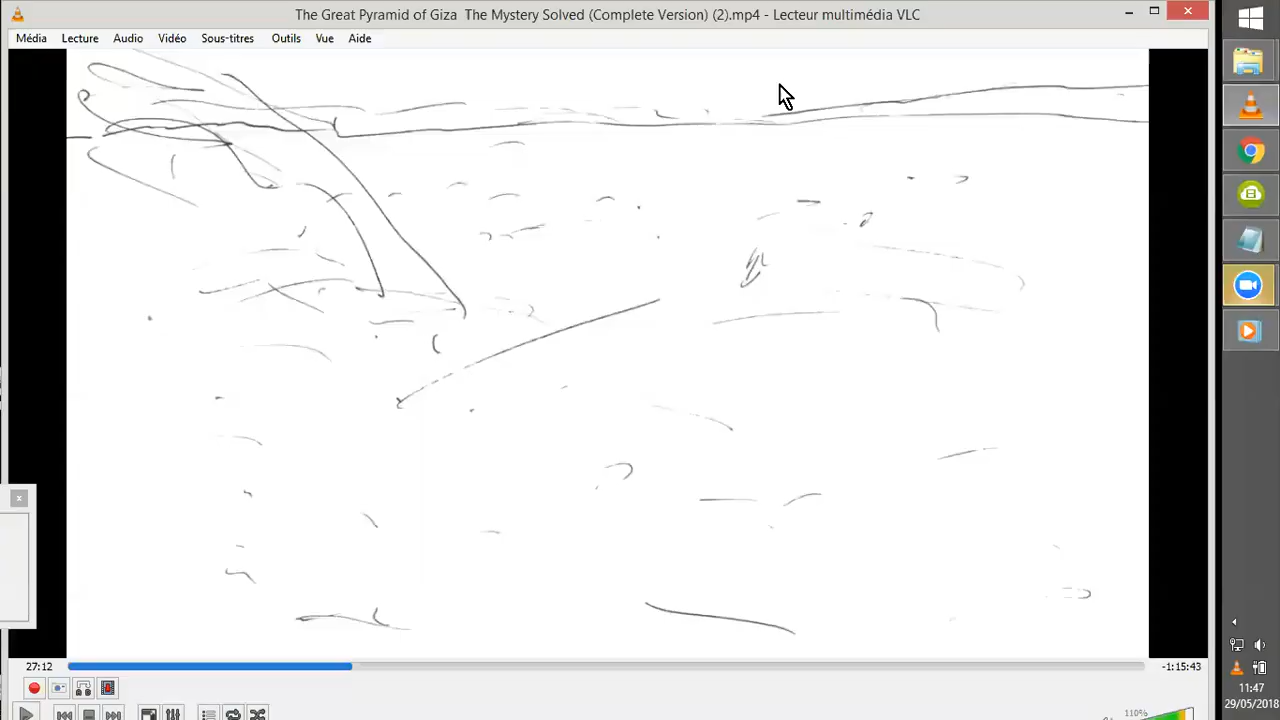 The Great Pyramid of Giza  The Mystery Solved (Complete Version) (2).mp4 - Lecteur multimédia VLC
Média Lecture Audio Vidéo Sous-titres Outils Vue Aide
27:12
-1:15:43
110%
11:47
29/05/2018